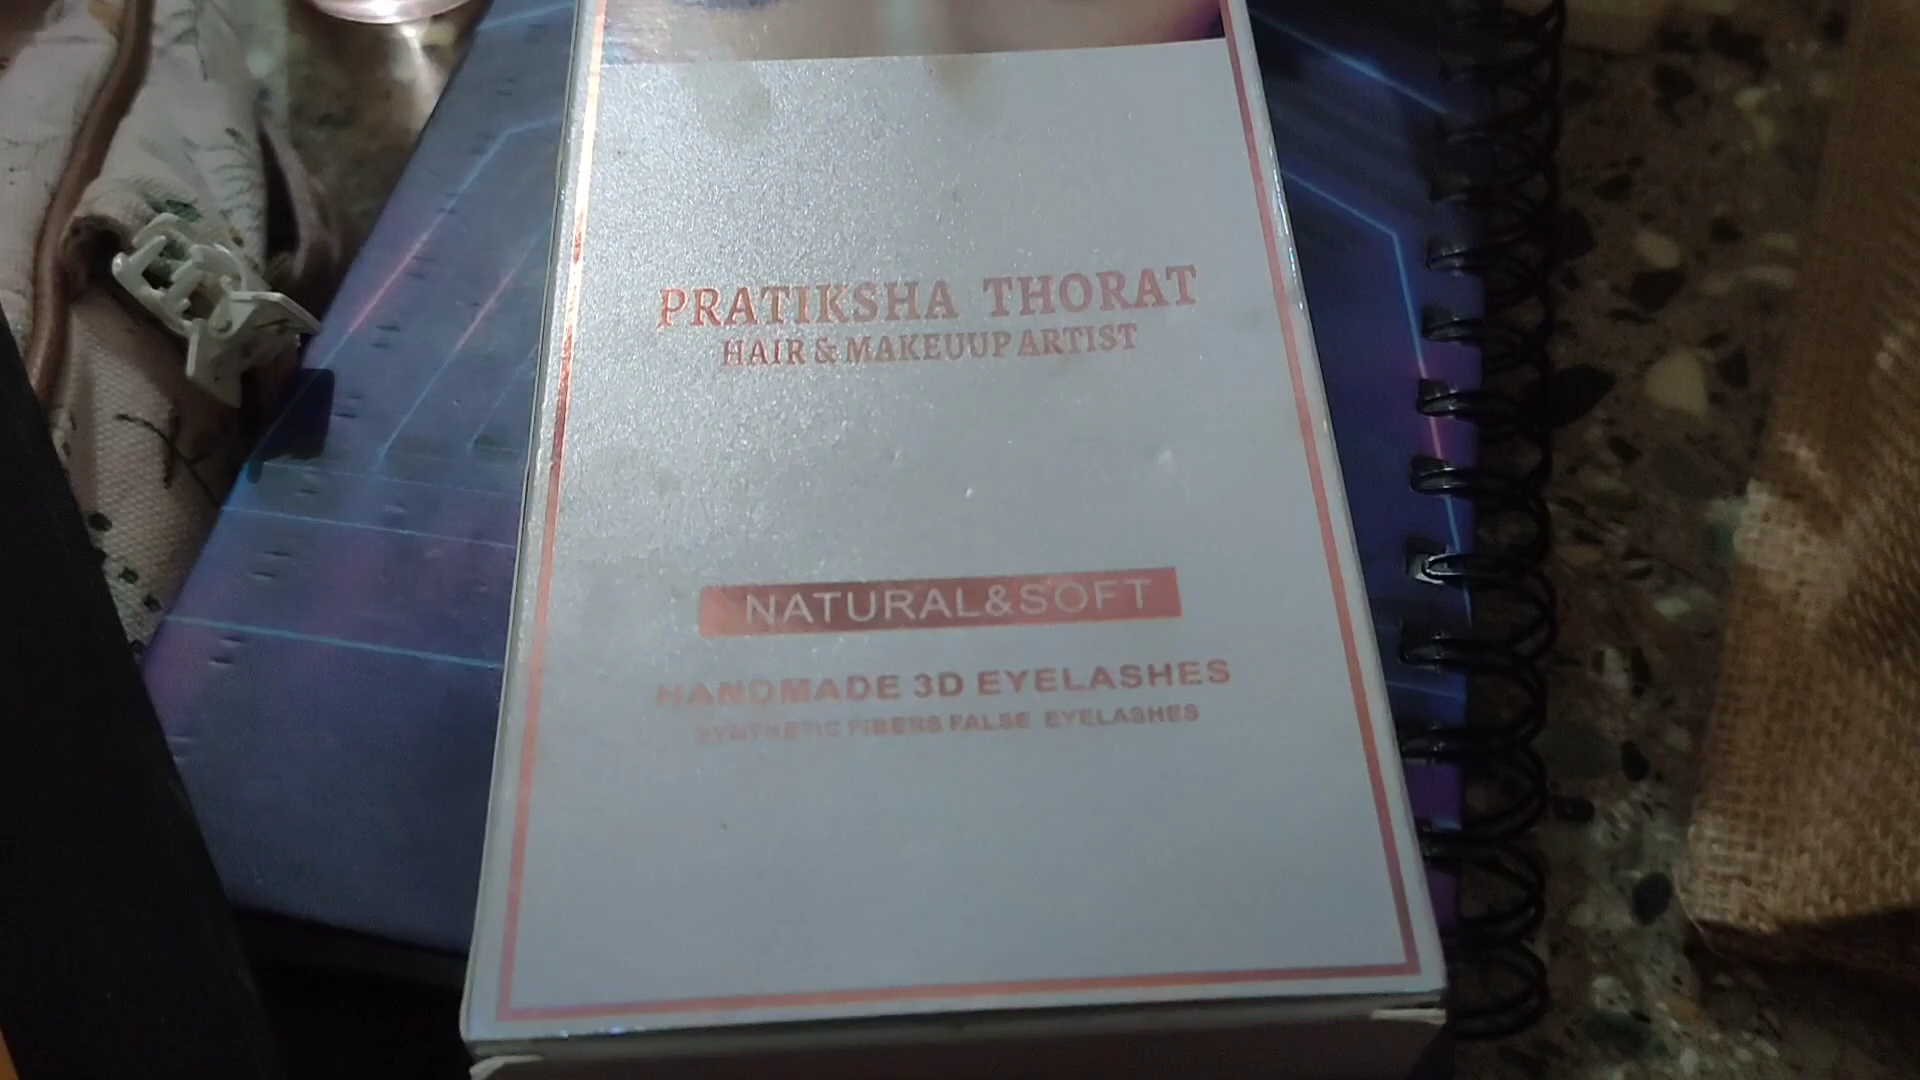 PRATIKSHA THORAT
HAIR & MAKEUUP ARTIST
NATURAL&SOFT
HANDMADE 3D EYELASHES
SYNTHETIC FIBERS FALSE EYELASHES